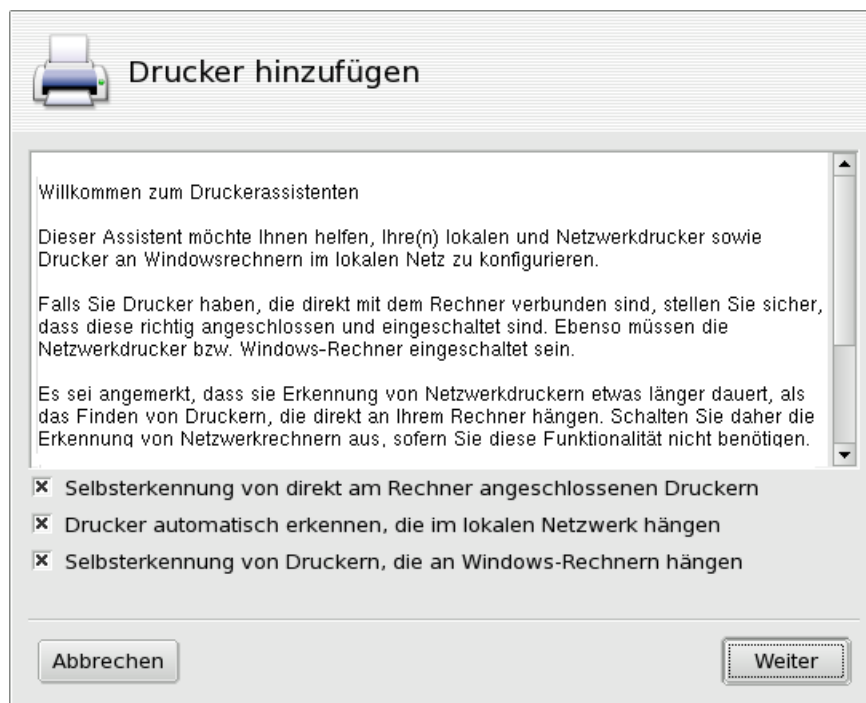 Drucker hinzufügen
Willkommen zum Druckerassistenten
Dieser Assistent möchte Ihnen helfen, Ihre(n) lokalen und Netzwerkdrucker sowie
Drucker an Windowsrechnern im lokalen Netz zu konfigurieren.
Falls Sie Drucker haben, die direkt mit dem Rechner verbunden sind, stellen Sie sicher,
dass diese richtig angeschlossen und eingeschaltet sind. Ebenso müssen die
Netzwerkdrucker bzw. Windows-Rechner eingeschaltet sein.
Es sei angemerkt, dass sie Erkennung von Netzwerkdruckern etwas länger dauert, als
das Finden von Druckern, die direkt an Ihrem Rechner hängen. Schalten Sie daher die
Erkennung von Netzwerkrechnern aus, sofern Sie diese Funktionalität nicht benötigen.
Selbsterkennung von direkt am Rechner angeschlossenen Druckern
Drucker automatisch erkennen, die im lokalen Netzwerk hängen
Selbsterkennung von Druckern, die an Windows-Rechnern hängen
Abbrechen
Weiter